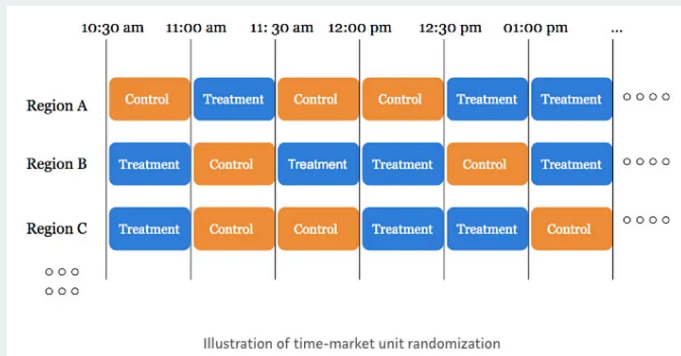 10:30 am 11:00 am 11: 30 am 12:00 pm 12:30 pm 01:00 pm ...
Region A Control Treatment Control Control Treatment Treatment
Region B Treatment Control Treatment Treatment Control Treatment
Region C Treatment Control Control Treatment Treatment Control
Illustration of time-market unit randomization